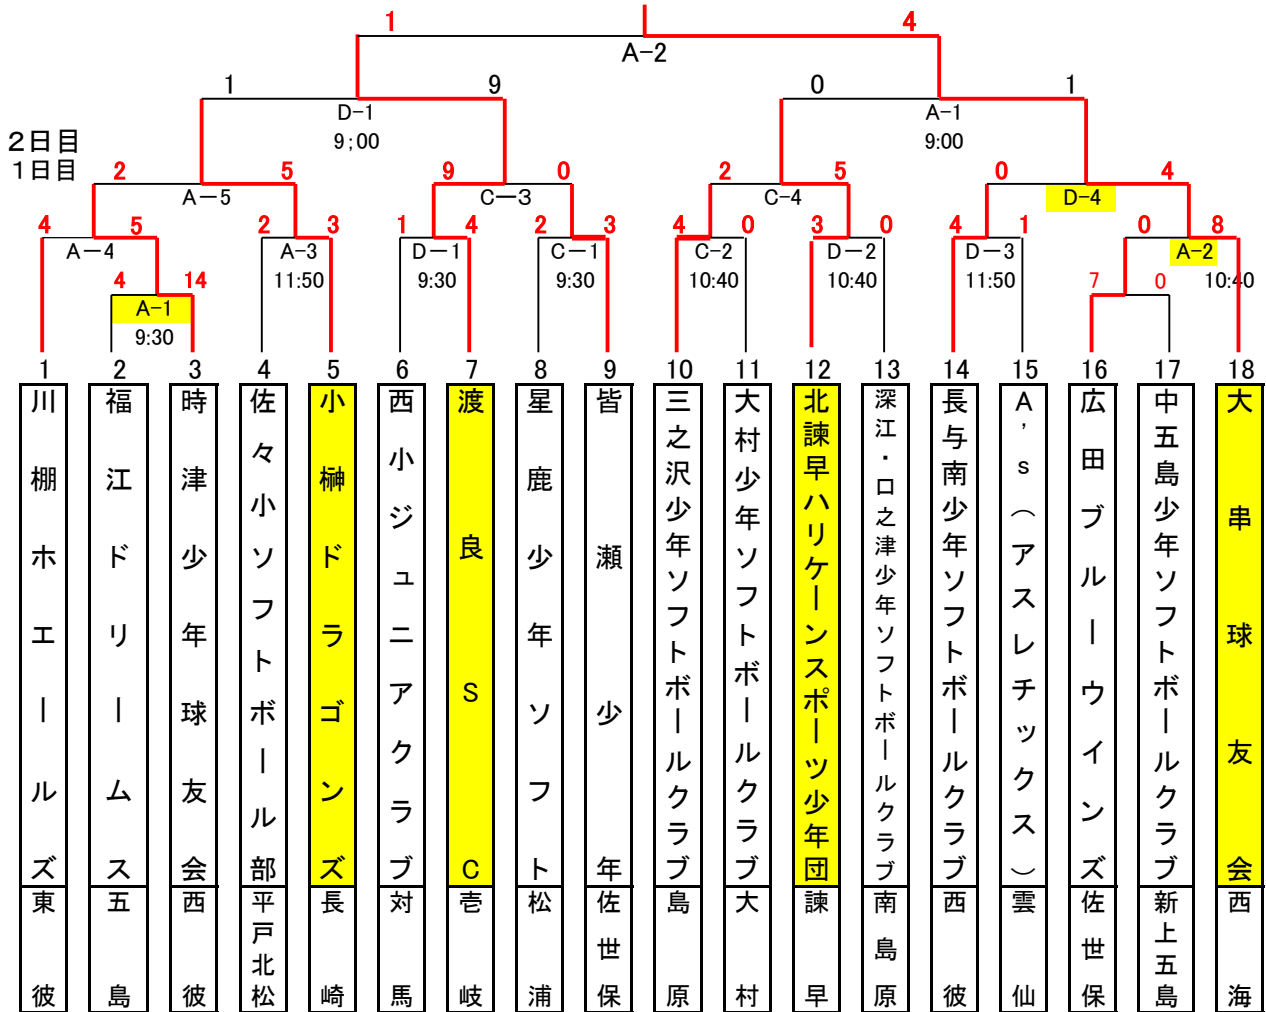 1 4
A-2
1 9 0 1
D-1 A-1
9;00 9:00
2日目
1日目
2 5 9 0 2 5 0 4
A-5 C-3 C-4 D-4
4 5 2 3 1 4 2 3 4 0 3 0 4 1 0 8
A-4 A-3 D-1 C-1 C-2 D-2 D-3 A-2
11:50 9:30 9:30 10:40 10:40 11:50 10:40
4 14 7 0
A-1
9:30
1 2 3 4 5 6 7 8 9 10 11 12 13 14 15 16 17 18
川棚ホエールズ
福江ドリームス
時津少年球友会
佐々小ソフトボール部
小榊ドラゴンズ
西小ジュニアクラブ
渡良SC
星鹿少年ソフト
皆瀬少年
三之沢少年ソフトボールクラブ
大村少年ソフトボールクラブ
北諫早ハリケーンスポーツ少年団
深江・口之津少年ソフトボールクラブ
長与南少年ソフトボールクラブ
A's(アスレチックス)
広田ブルーウインズ
中五島少年ソフトボールクラブ
大串球友会
東彼
五島
西彼
平戸北松
長崎
対馬
壱岐
松浦
佐世保
島原
大村
諫早
南島原
西彼
雲仙
佐世保
新上五島
西海